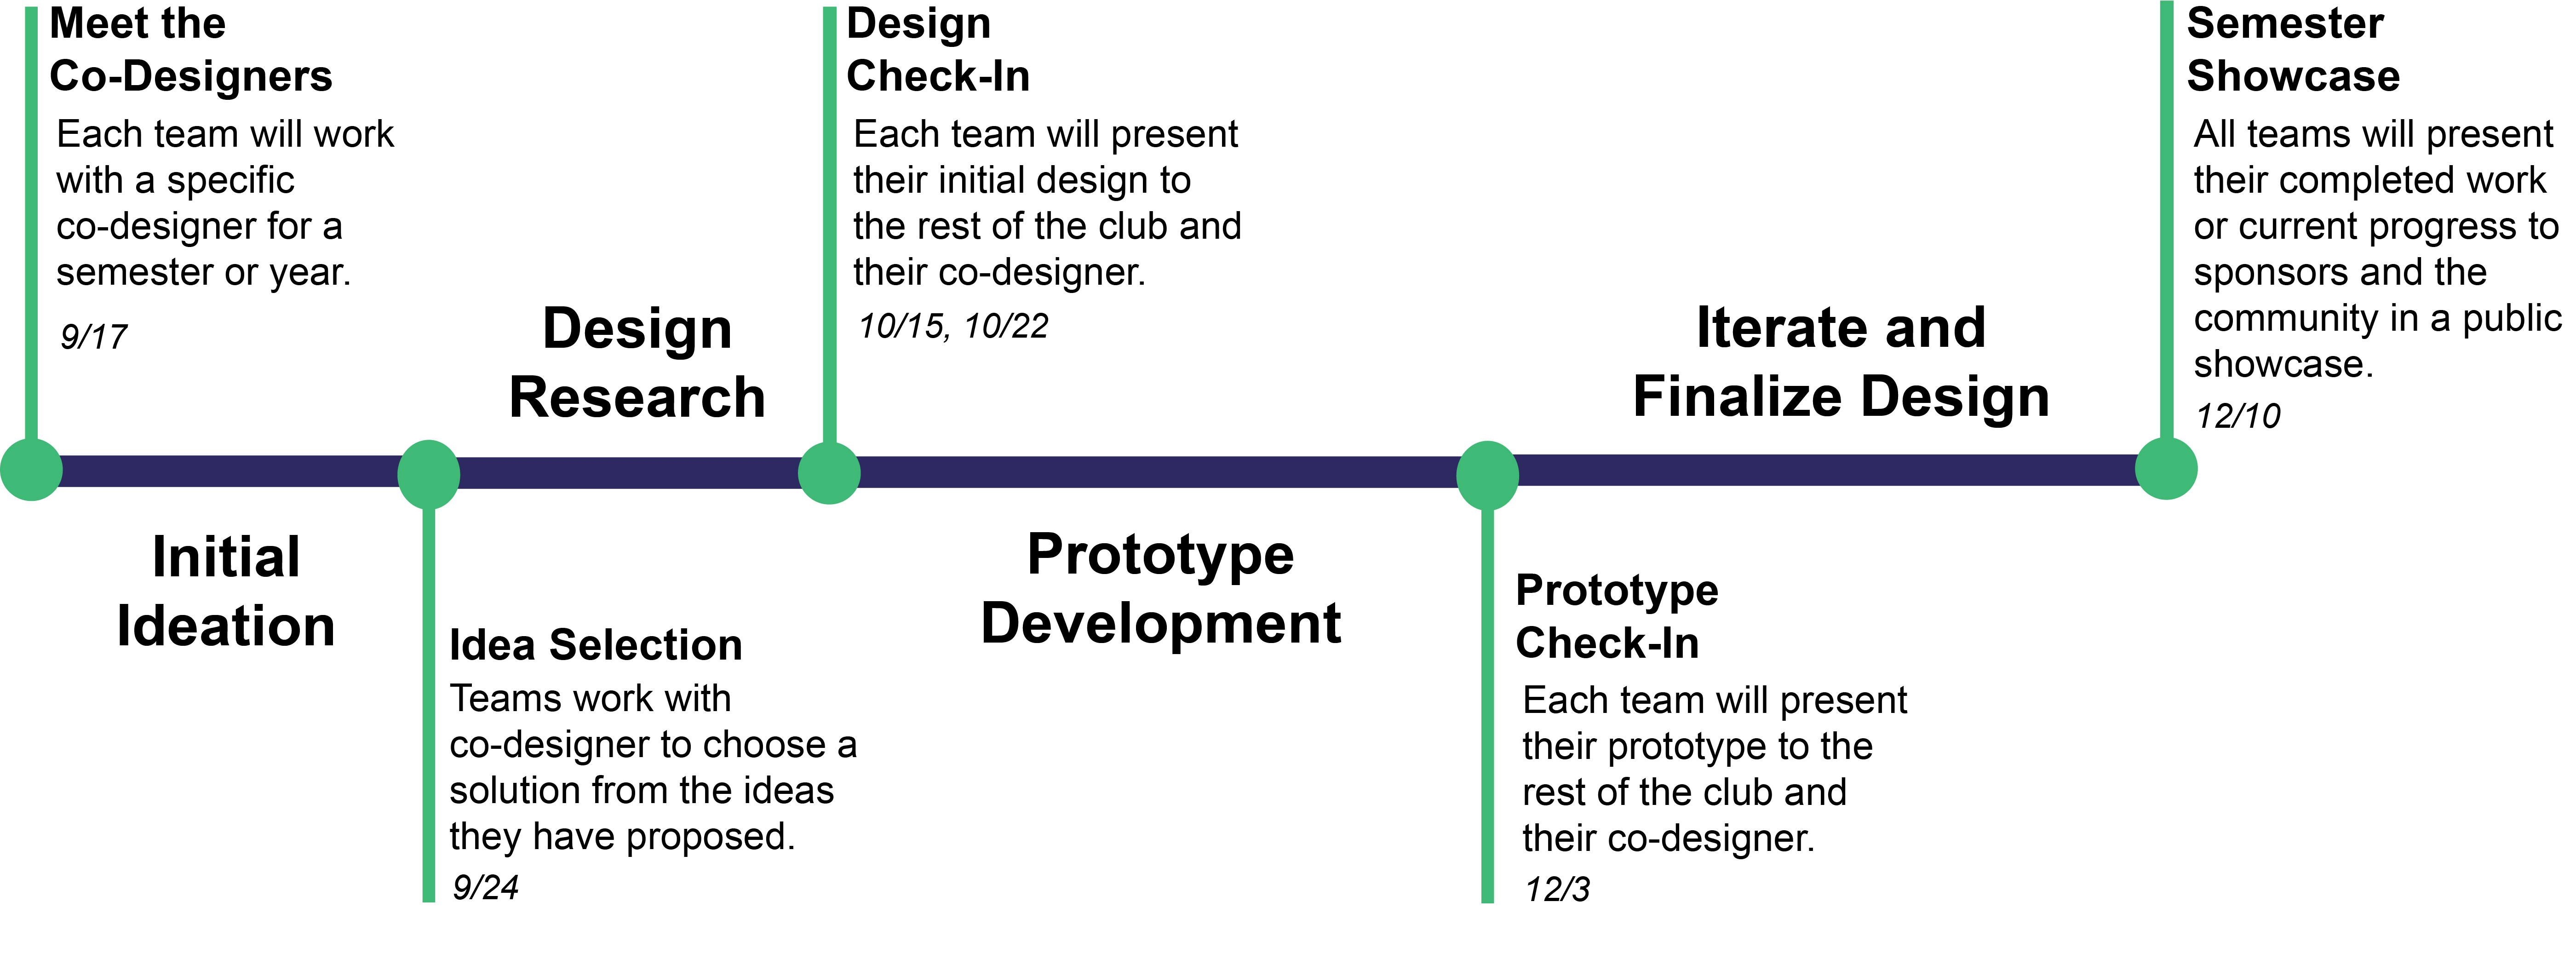 Meet the
Co-Designers
Each team will work
with a specific
co-designer for a
semester or year.
9/17
Initial
Ideation
Idea Selection
Teams work with
co-designer to choose a
solution from the ideas
they have proposed.
9/24
Design
Research
Design
Check-In
Each team will present
their initial design to
the rest of the club and
their co-designer.
10/15, 10/22
Prototype
Development
Prototype
Check-In
Each team will present
their prototype to the
rest of the club and
their co-designer.
12/3
Iterate and
Finalize Design
Semester
Showcase
All teams will present
their completed work
or current progress to
sponsors and the
community in a public
showcase.
12/10